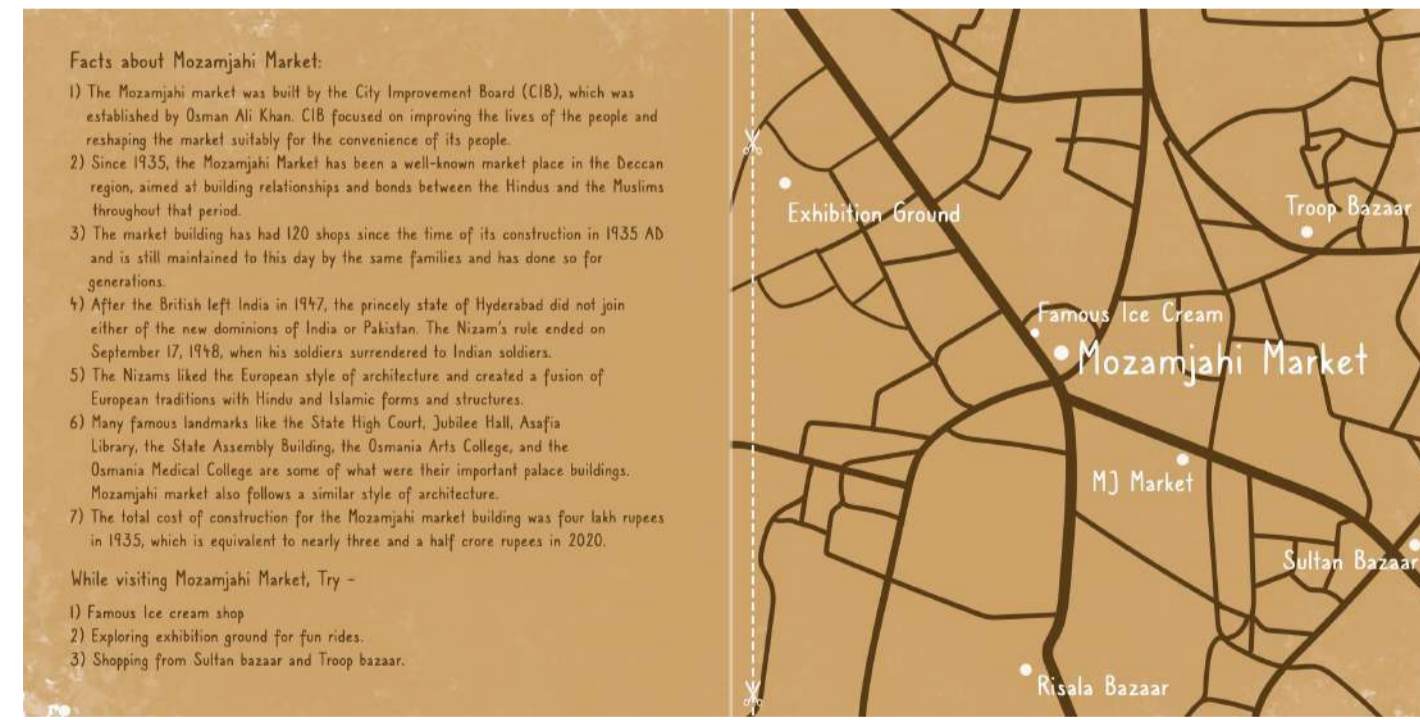 Facts about Mozamjahi Market:
1) The Mozamjahi market was built by the City Improvement Board (CIB), which was
established by Osman Ali Khan. CIB focused on improving the lives of the people and
reshaping the market suitably for the convenience of its people.
2) Since 1935, the Mozamjahi Market has been a well-known market place in the Deccan
region, aimed at building relationships and bonds between the Hindus and the Muslims
throughout that period.
3) The market building has had 120 shops since the time of its construction in 1935 AD
and is still maintained to this day by the same families and has done so for
generations.
4) After the British left India in 1947, the princely state of Hyderabad did not join
either of the new dominions of India or Pakistan. The Nizam's rule ended on
September 17, 1948, when his soldiers surrendered to Indian soldiers.
5) The Nizams liked the European style of architecture and created a fusion of
European traditions with Hindu and Islamic forms and structures.
6) Many famous landmarks like the State High Court, Jubilee Hall, Asafia
Library, the State Assembly Building, the Osmania Arts College, and the
Osmania Medical College are some of what were their important palace buildings.
Mozamjahi market also follows a similar style of architecture.
7) The total cost of construction for the Mozamjahi market building was four lakh rupees
in 1935, which is equivalent to nearly three and a half crore rupees in 2020.
While visiting Mozamjahi Market, Try -
1) Famous Ice cream shop
2) Exploring exhibition ground for fun rides.
3) Shopping from Sultan bazaar and Troop bazaar.
Exhibition Ground
Troop Bazaar
Famous Ice Cream
Mozamjahi Market
MJ Market
Sultan Bazaar
Risala Bazaar